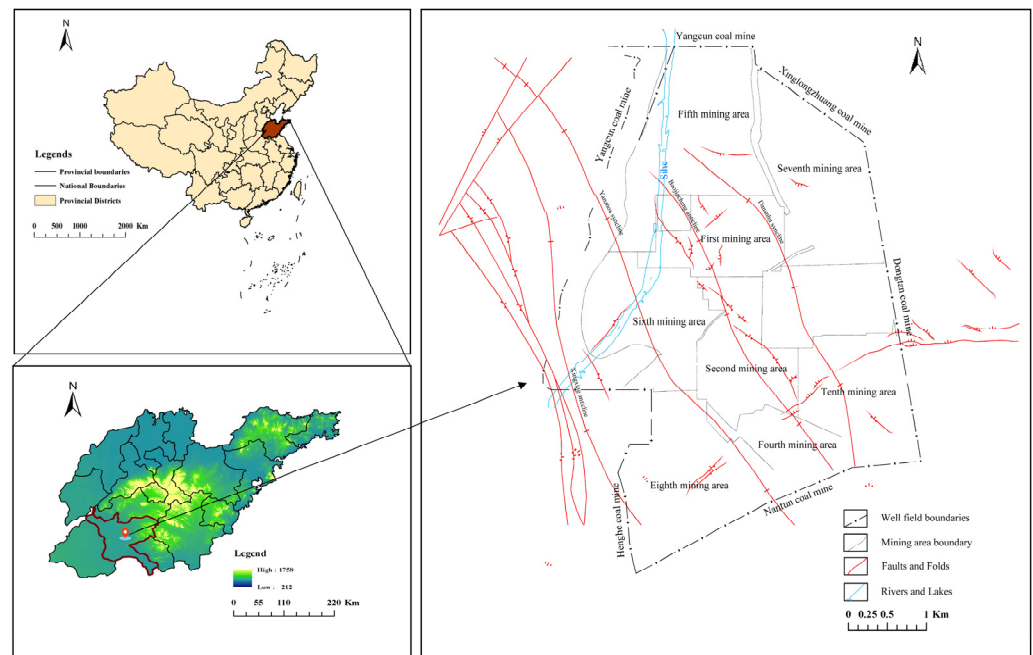 N
Legends
Provincial boundaries
National Boundaries
Provincial Districts
0 500 1000 2000 Km
N
Legend
High : 1758
Low : 212
0 55 110 220 Km
N
Yangcun coal mine
Xinglongzhuang coal mine
Yangcun coal mine
Fifth mining area
Seventh mining area
Sihe
First mining area
Dongtan coal mine
Sixth mining area
Second mining area
Tenth mining area
Fourth mining area
Eighth mining area
Nantun coal mine
Henghe coal mine
Well field boundaries
Mining area boundary
Faults and Folds
Rivers and Lakes
0 0.25 0.5 1 Km